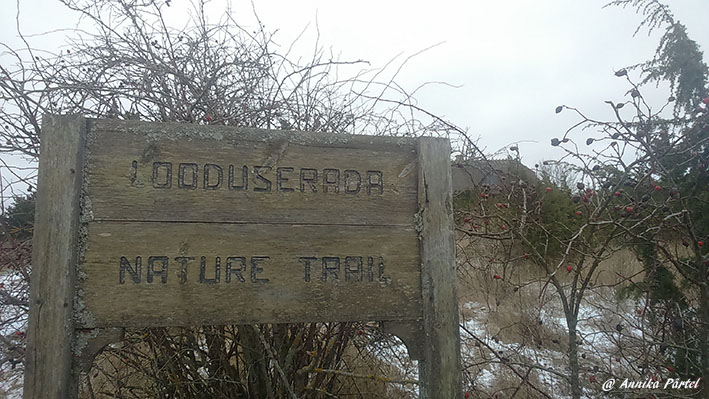 LOODUSERADA
NATURE TRAIL
@ Annika Pärtel